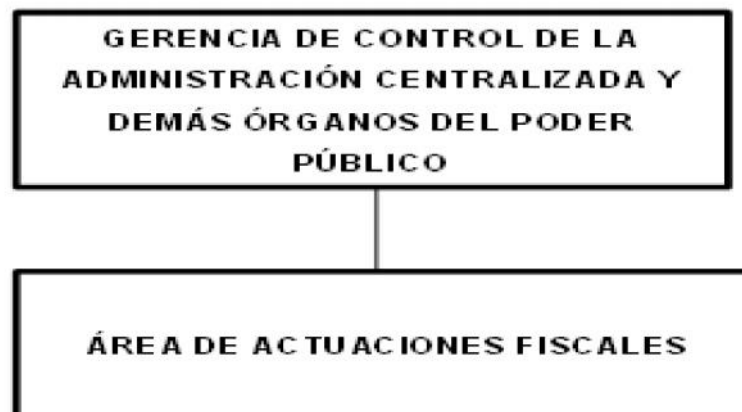 GERENCIA DE CONTROL DE LA
ADMINISTRACIÓN CENTRALIZADA Y
DEMÁS ÓRGANOS DEL PODER
PÚBLICO
ÁREA DE ACTUACIONES FISCALES